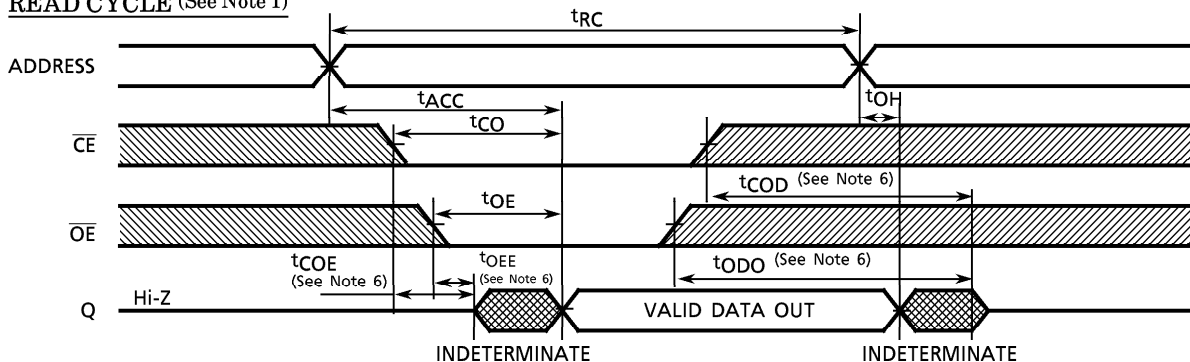 READ CYCLE (See Note 1)
tRC
ADDRESS
tACC
tOH
tCO
CE
tCOD (See Note 6)
tOE
OE
tCOE
(See Note 6)
tOEE
(See Note 6)
tODO (See Note 6)
Hi-Z
Q
VALID DATA OUT
INDETERMINATE
INDETERMINATE